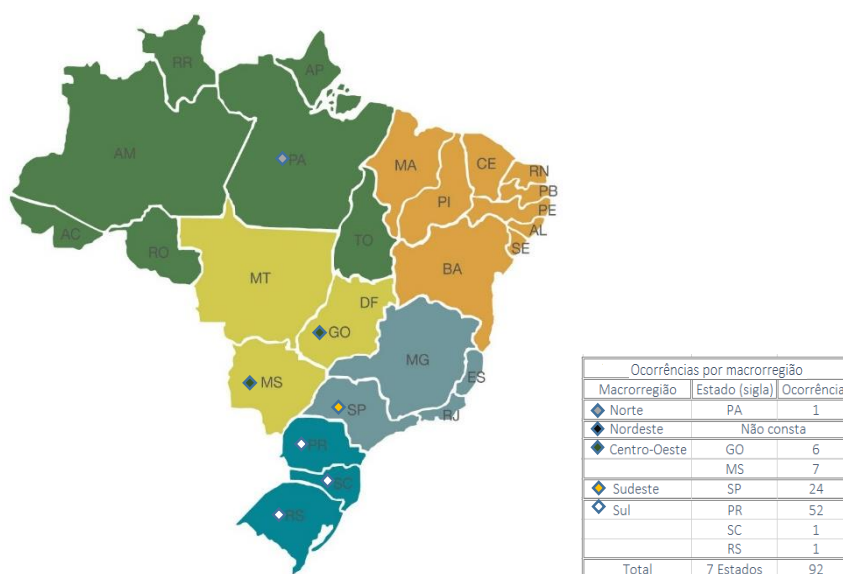 RR
AP
AM
PA
MA
CE
RN
PI
PB
PE
AL
SE
AC
RO
TO
BA
MT
DF
GO
MG
MS
ES
SP
RJ
PR
SC
RS
Ocorrências por macrorregião
Macrorregião Estado (sigla) Ocorrência
Norte PA 1
Nordeste Não consta
Centro-Oeste GO 6
MS 7
Sudeste SP 24
Sul PR 52
SC 1
RS 1
Total 7 Estados 92